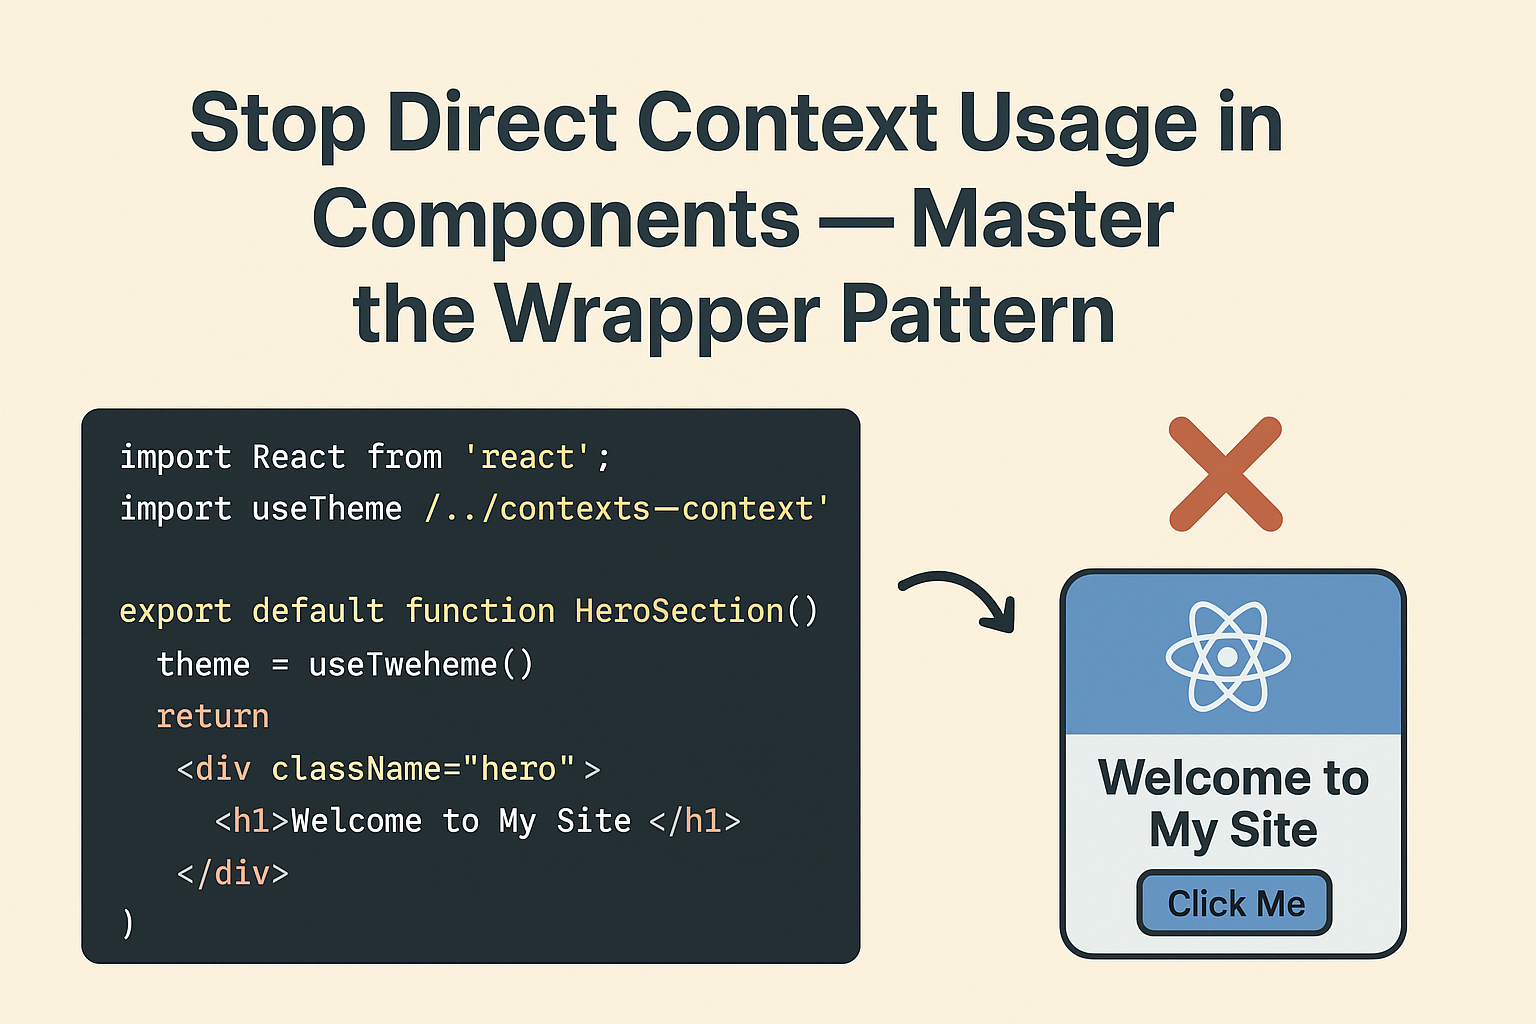 Stop Direct Context Usage in
Components — Master
the Wrapper Pattern
import React from 'react';
import useTheme /../contexts—context'
export default function HeroSection()
theme = useTweheme()
return
<div className="hero">
<h1>Welcome to My Site </h1>
</div>
)
Welcome to
My Site
Click Me